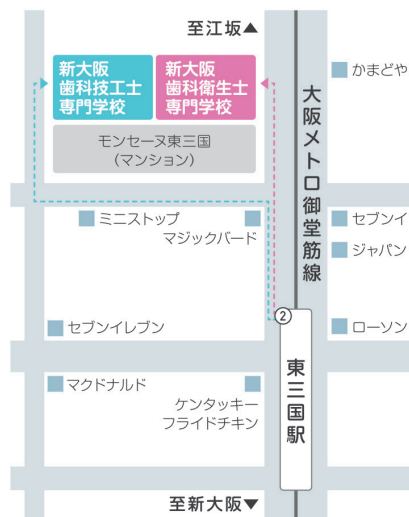 至江坂▲
新大阪
歯科技工士
専門学校
新大阪
歯科衛生士
専門学校
かまどや
モンセーヌ東三国
(マンション)
大阪メトロ御堂筋線
ミニストップ
マジックバード
セブンイ
ジャパン
②
セブンイレブン
ローソン
東三国駅
マクドナルド
ケンタッキー
フライドチキン
至新大阪▼